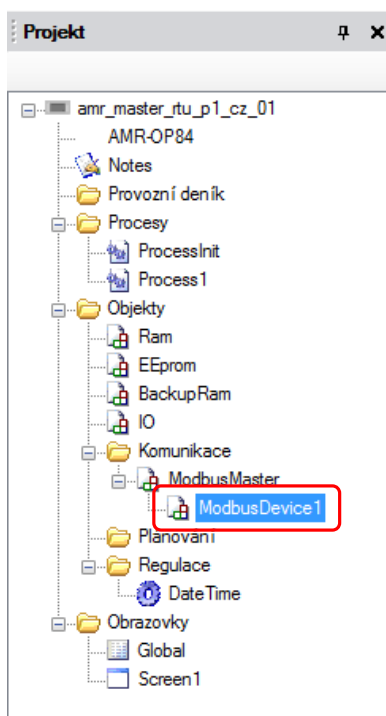 Projekt
amr_master_rtu_p1_cz_01
AMR-OP84
Notes
Provozní deník
Procesy
ProcessInit
Process1
Objekty
Ram
EEprom
BackupRam
IO
Komunikace
ModbusMaster
ModbusDevice1
Planování
Regulace
DateTime
Obrazovky
Global
Screen1